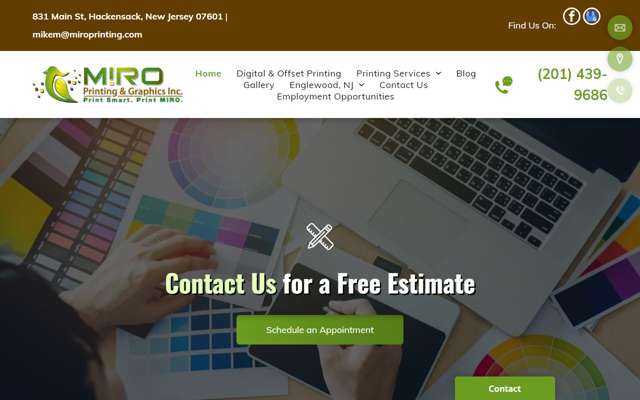 831 Main St, Hackensack, New Jersey 07601 |
mikem@miroprinting.com
Find Us On:
MIRO
Printing & Graphics Inc.
Print Smart. Print MIRO.
Home Digital & Offset Printing Printing Services Blog
Gallery Englewood, NJ Contact Us
Employment Opportunities
(201) 439-
9686
Contact Us for a Free Estimate
Schedule an Appointment
Contact